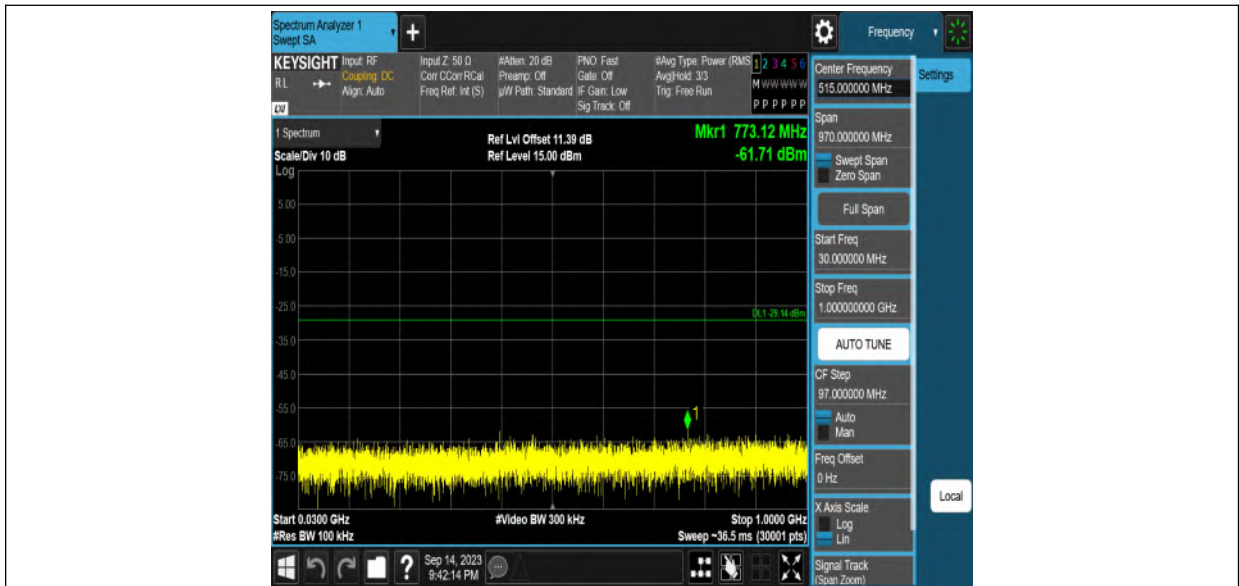 Spectrum Analyzer 1
Swept SA
+
Frequency
KEYSIGHT
RL
LXI
Input: RF
Coupling: DC
Align: Auto
Input Z: 50 Ω
Corr CCorr RCal
Freq Ref: Int (S)
#Atten: 20 dB
Preamp: Off
µW Path: Standard
PNO: Fast
Gate: Off
IF Gain: Low
Sig Track: Off
#Avg Type: Power (RMS
Avg|Hold: 3/3
Trig: Free Run
1 2 3 4 5 6
M W W W W W
P P P P P P
Center Frequency
515.000000 MHz
Settings
1 Spectrum
Scale/Div 10 dB
Ref Lvl Offset 11.39 dB
Ref Level 15.00 dBm
Mkr1 773.12 MHz
-61.71 dBm
Span
970.000000 MHz
Swept Span
Zero Span
Full Span
Log
5.00
-5.00
-15.0
-25.0
-35.0
-45.0
-55.0
-65.0
-75.0
DL1 -29.14 dBm
1
Start Freq
30.000000 MHz
Stop Freq
1.000000000 GHz
AUTO TUNE
CF Step
97.000000 MHz
Auto
Man
Freq Offset
0 Hz
X Axis Scale
Log
Lin
Local
Signal Track
(Span Zoom)
Start 0.0300 GHz
#Res BW 100 kHz
#Video BW 300 kHz
Stop 1.0000 GHz
Sweep ~36.5 ms (30001 pts)
?
Sep 14, 2023
9:42:14 PM